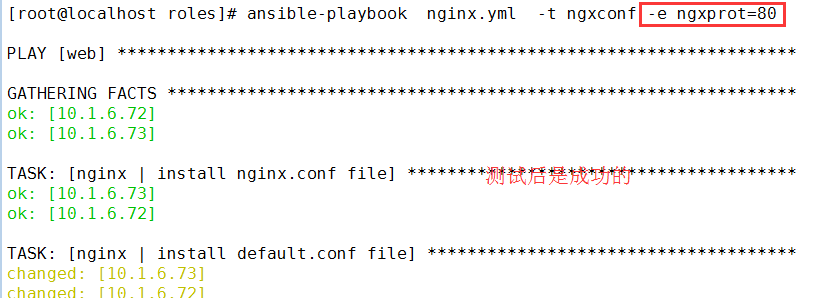 [root@localhost roles]# ansible-playbook  nginx.yml  -t ngxconf -e ngxprot=80
PLAY [web] ********************************************************************
GATHERING FACTS ***************************************************************
ok: [10.1.6.72]
ok: [10.1.6.73]
TASK: [nginx | install nginx.conf file] ***************************************
测试后是成功的
ok: [10.1.6.73]
ok: [10.1.6.72]
TASK: [nginx | install default.conf file] *************************************
changed: [10.1.6.73]
changed: [10.1.6.72]